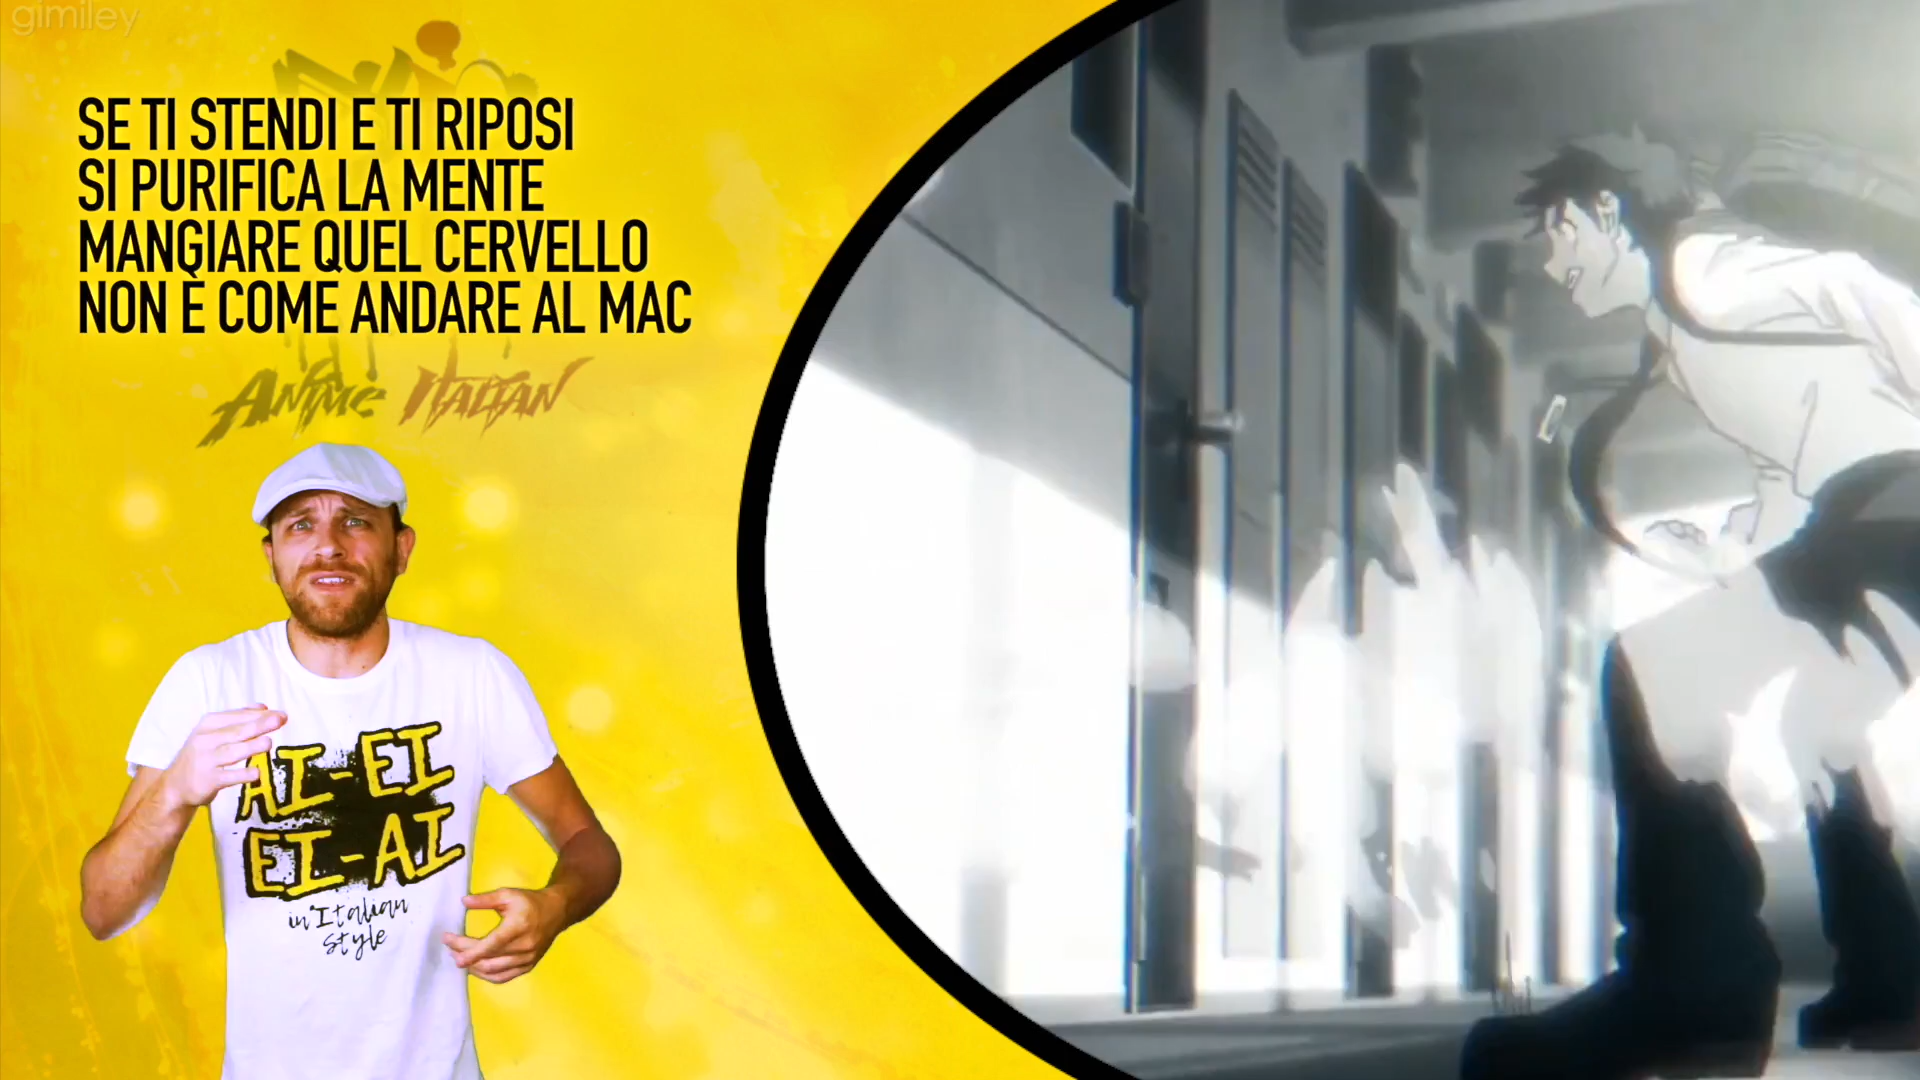 gimiley
SE TI STENDI E TI RIPOSI
SI PURIFICA LA MENTE
MANGIARE QUEL CERVELLO
NON È COME ANDARE AL MAC
ANIME ITALIAN
AI-EI
EI-AI
in Italian
style